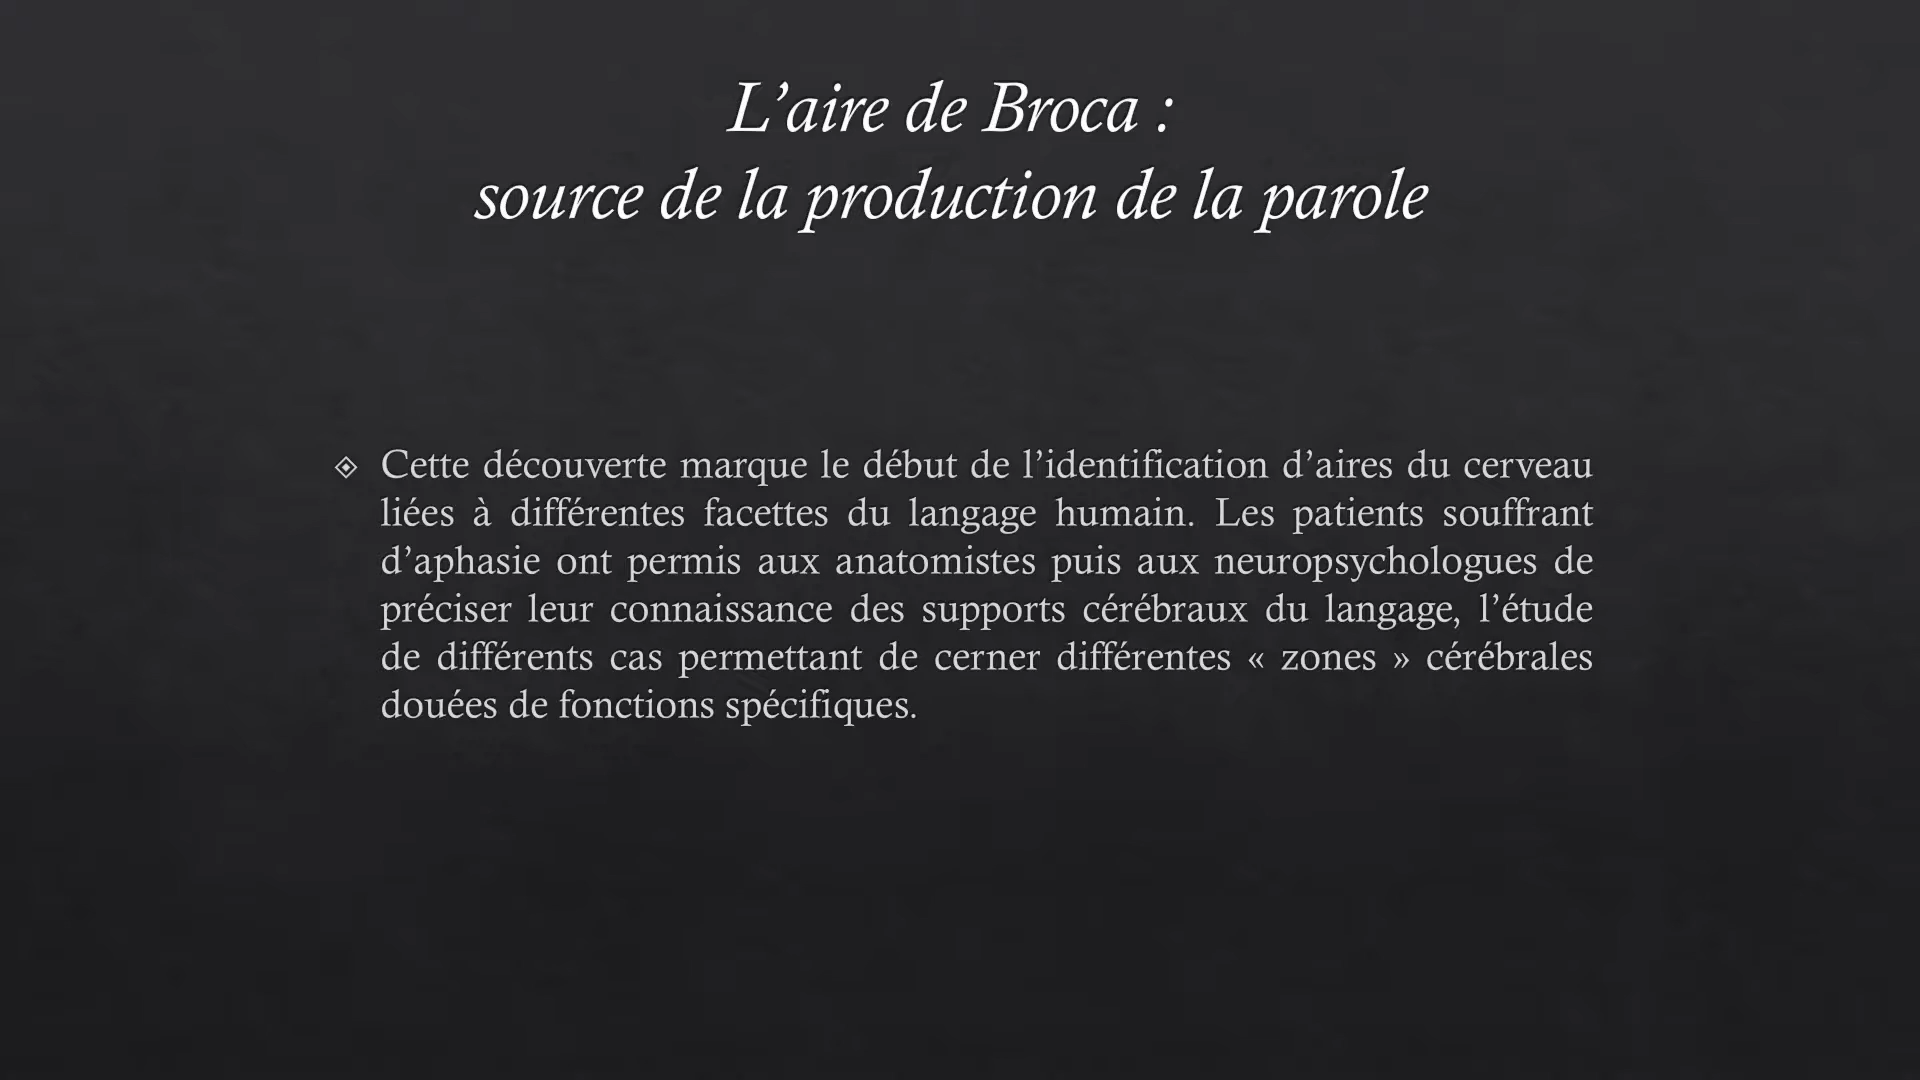 L’aire de Broca :
source de la production de la parole
Cette découverte marque le début de l’identification d’aires du cerveau
liées à différentes facettes du langage humain. Les patients souffrant
d’aphasie ont permis aux anatomistes puis aux neuropsychologues de
préciser leur connaissance des supports cérébraux du langage, l’étude
de différents cas permettant de cerner différentes « zones » cérébrales
douées de fonctions spécifiques.